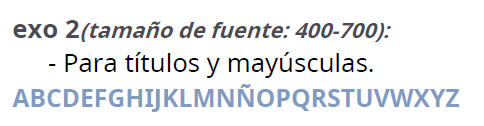 exo 2(tamaño de fuente: 400-700):
- Para títulos y mayúsculas.
ABCDEFGHIJKLMNÑOPQRSTUVWXYZ